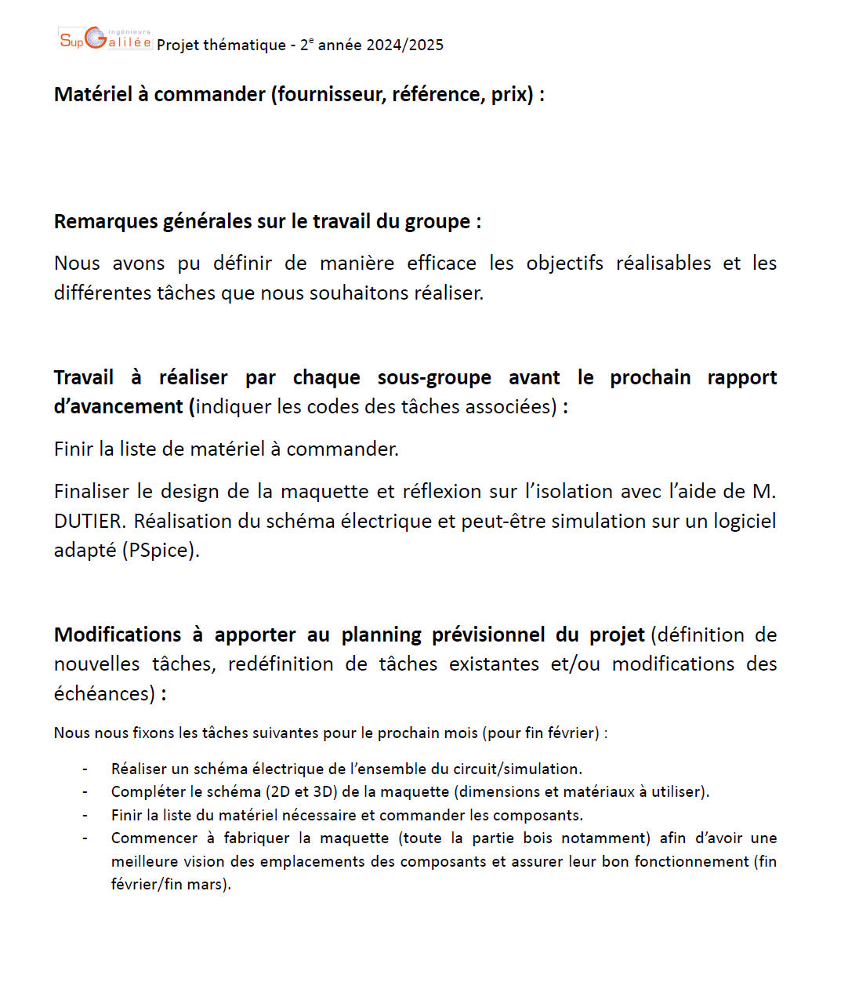 ingénieurs
Sup Galilée Projet thématique - 2e année 2024/2025
Matériel à commander (fournisseur, référence, prix) :
Remarques générales sur le travail du groupe :
Nous avons pu définir de manière efficace les objectifs réalisables et les
différentes tâches que nous souhaitons réaliser.
Travail à réaliser par chaque sous-groupe avant le prochain rapport
d’avancement (indiquer les codes des tâches associées) :
Finir la liste de matériel à commander.
Finaliser le design de la maquette et réflexion sur l’isolation avec l’aide de M.
DUTIER. Réalisation du schéma électrique et peut-être simulation sur un logiciel
adapté (PSpice).
Modifications à apporter au planning prévisionnel du projet (définition de
nouvelles tâches, redéfinition de tâches existantes et/ou modifications des
échéances) :
Nous nous fixons les tâches suivantes pour le prochain mois (pour fin février) :
- Réaliser un schéma électrique de l’ensemble du circuit/simulation.
- Compléter le schéma (2D et 3D) de la maquette (dimensions et matériaux à utiliser).
- Finir la liste du matériel nécessaire et commander les composants.
- Commencer à fabriquer la maquette (toute la partie bois notamment) afin d’avoir une
meilleure vision des emplacements des composants et assurer leur bon fonctionnement (fin
février/fin mars).